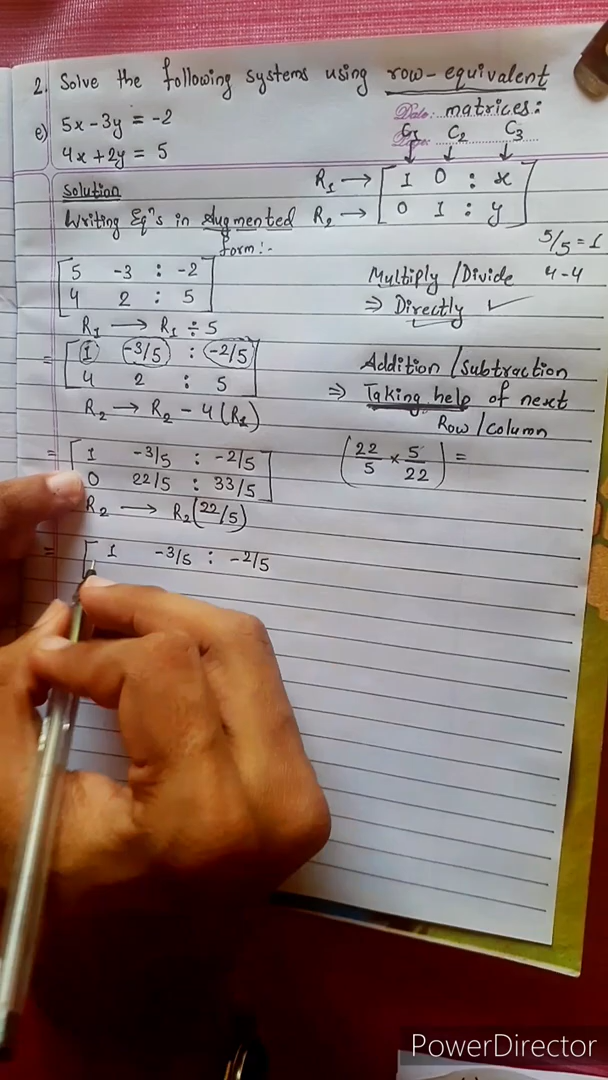 2. Solve the following systems using row-equivalent
Date: matrices:
e) 5x - 3y = -2
4x + 2y = 5
C1 C2 C3
Solution
R1 → [ 1 0 : x
R2 → 0 1 : y ]
Writing Eqⁿs in Augmented
form:-
5/5 = 1
4-4
[ 5 -3 : -2
4 2 : 5 ]
Multiply /Divide
⇒ Directly ✓
R1 → R1 ÷ 5
= [ 1 -3/5 : -2/5
4 2 : 5 ]
Addition /subtraction
⇒ Taking help of next
Row /column
R2 → R2 - 4(R1)
= [ 1 -3/5 : -2/5
0 22/5 : 33/5 ]
(22/5 × 5/22) =
R2 → R2(22/5)
= [ 1 -3/5 : -2/5
PowerDirector